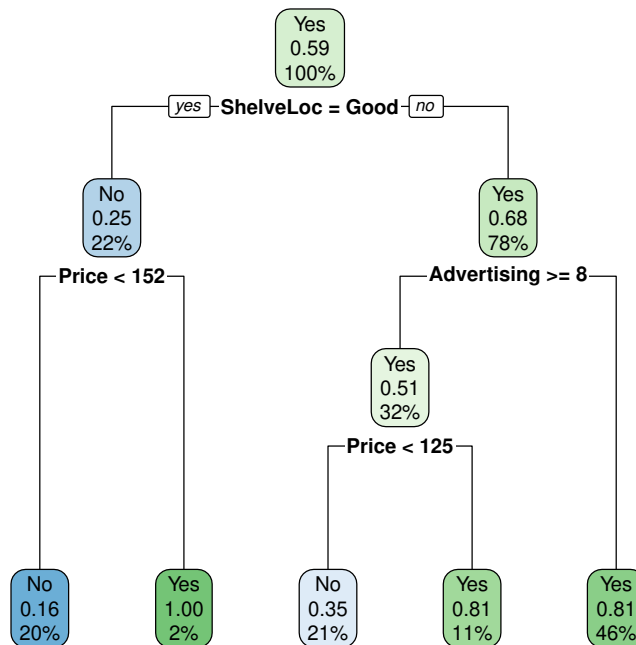 Yes
0.59
100%
yes ShelveLoc = Good no
No
0.25
22%
Yes
0.68
78%
Price < 152
Advertising >= 8
Yes
0.51
32%
Price < 125
No
0.16
20%
Yes
1.00
2%
No
0.35
21%
Yes
0.81
11%
Yes
0.81
46%